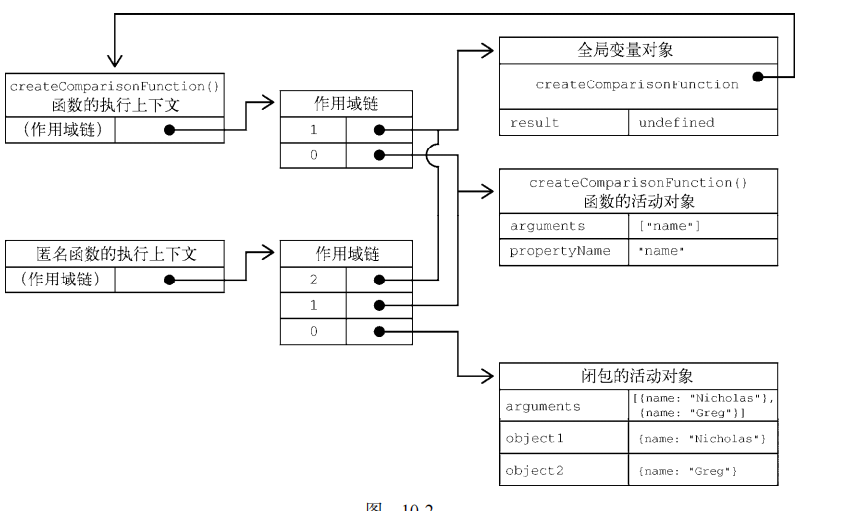 createComparisonFunction()
函数的执行上下文
(作用域链)
作用域链
1
0
全局变量对象
createComparisonFunction
result undefined
createComparisonFunction()
函数的活动对象
arguments ["name"]
propertyName "name"
匿名函数的执行上下文
(作用域链)
作用域链
2
1
0
闭包的活动对象
arguments [{name: "Nicholas"},
{name: "Greg"}]
object1 {name: "Nicholas"}
object2 {name: "Greg"}
图 10-2